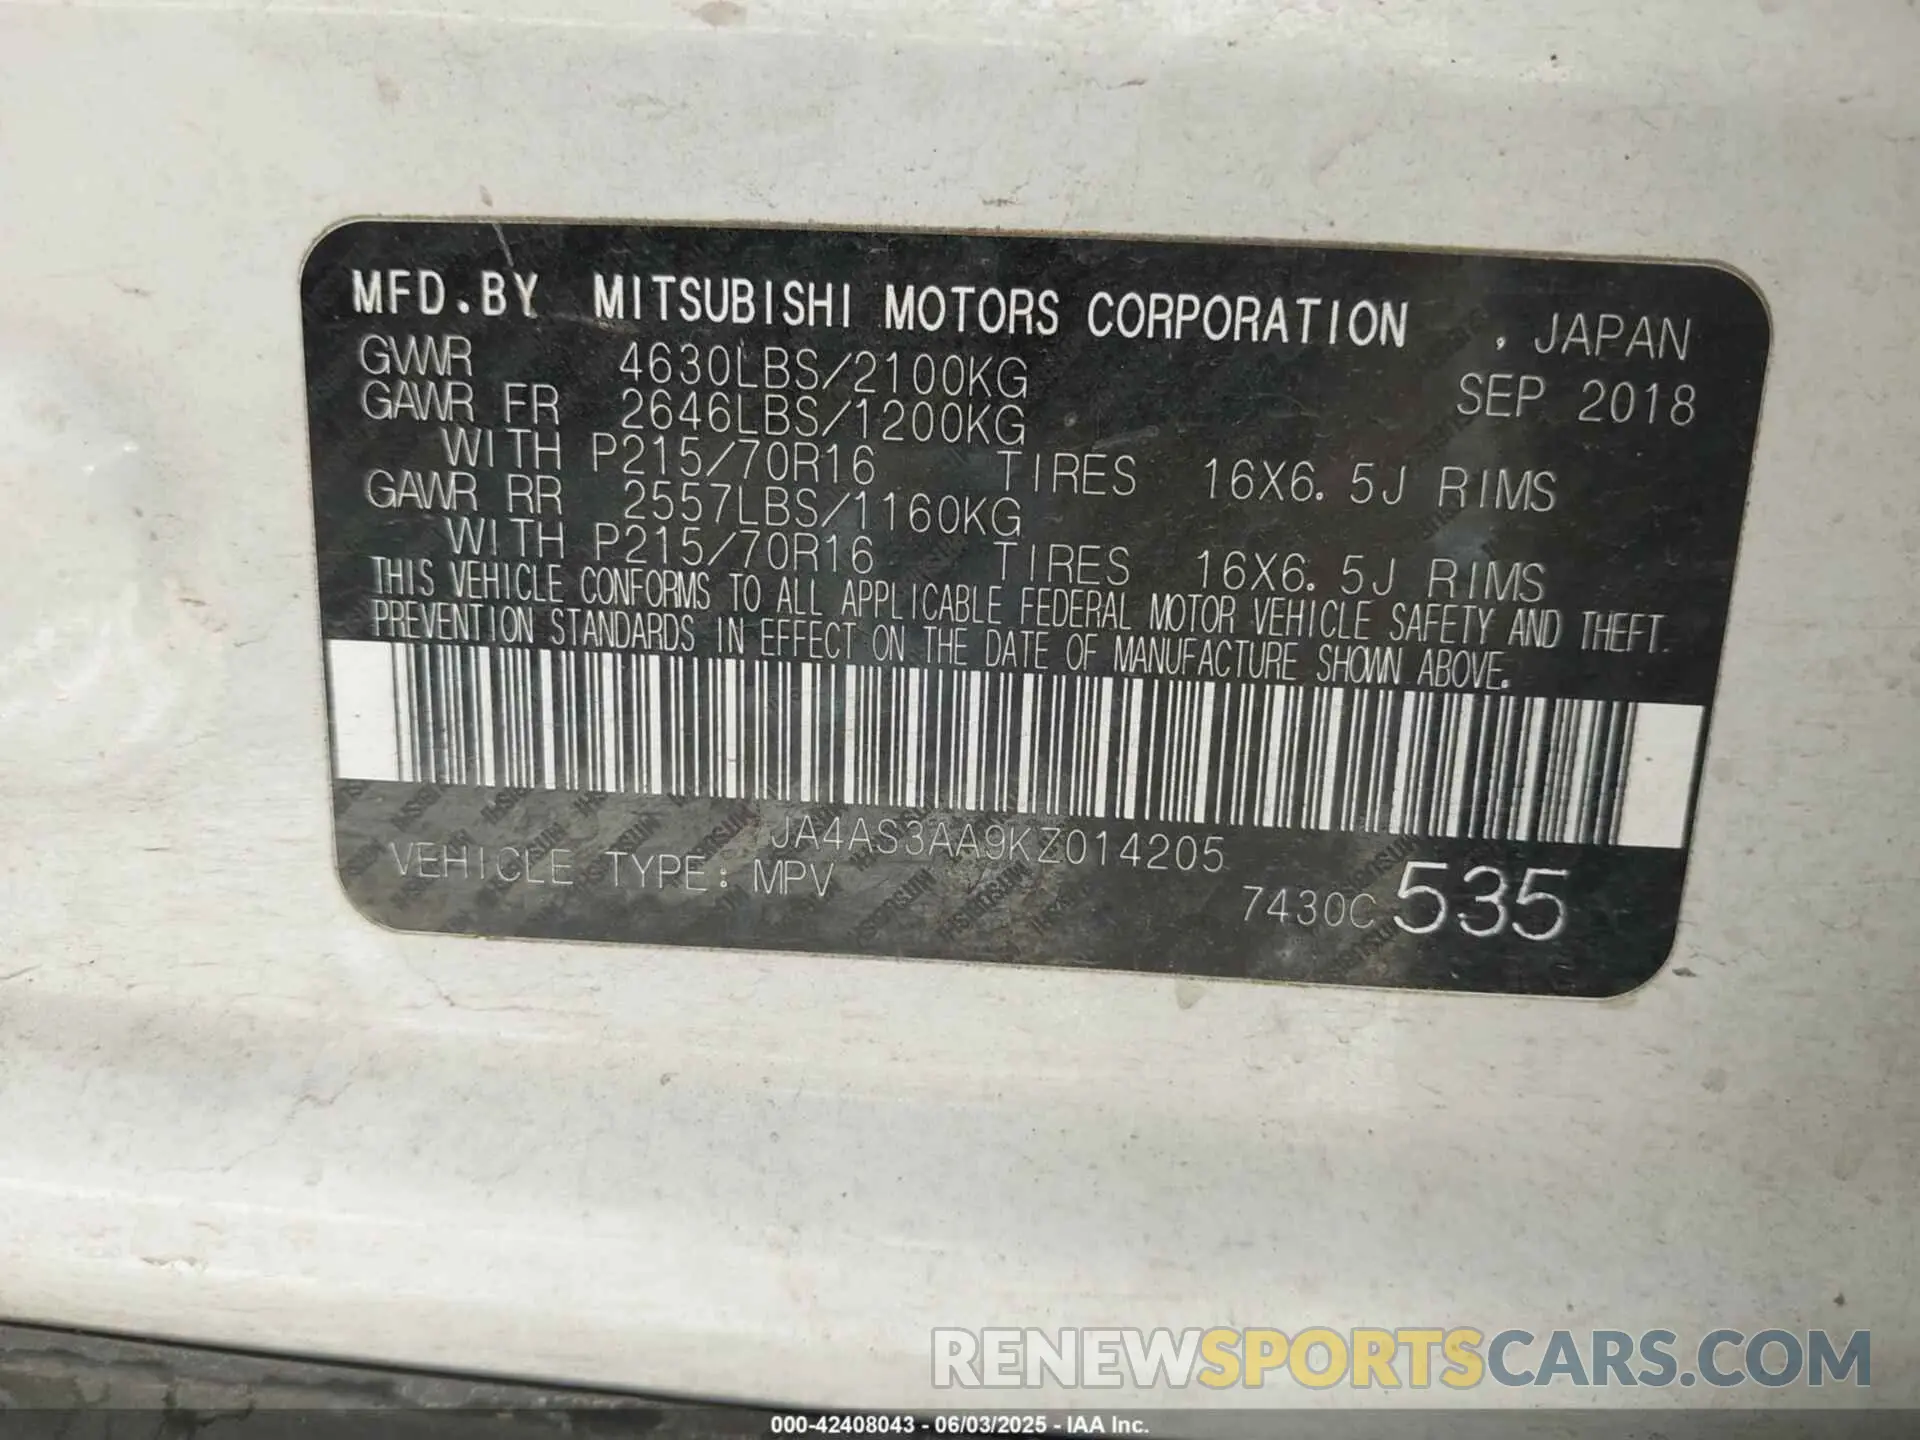 MFD.BY MITSUBISHI MOTORS CORPORATION , JAPAN
GVWR 4630LBS/2100KG SEP 2018
GAWR FR 2646LBS/1200KG
WITH P215/70R16 TIRES 16X6.5J RIMS
GAWR RR 2557LBS/1160KG
WITH P215/70R16 TIRES 16X6.5J RIMS
THIS VEHICLE CONFORMS TO ALL APPLICABLE FEDERAL MOTOR VEHICLE SAFETY AND THEFT
PREVENTION STANDARDS IN EFFECT ON THE DATE OF MANUFACTURE SHOWN ABOVE.
JA4AS3AA9KZ014205
VEHICLE TYPE: MPV
7430C 535
RENEWSPORTSCARS.COM
000-42408043 - 06/03/2025 - IAA Inc.